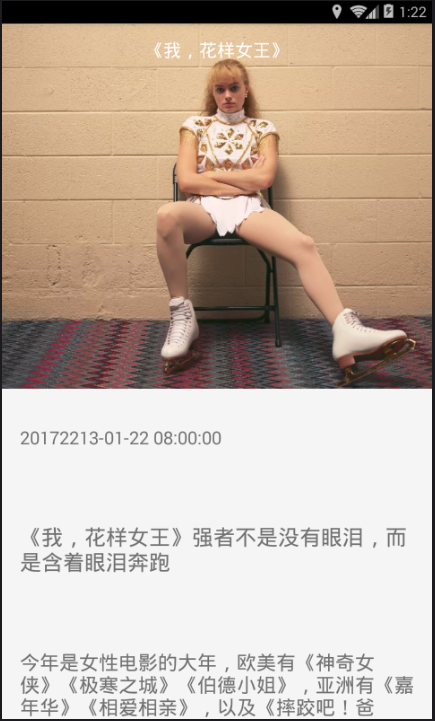 1:22
《我，花样女王》
20172213-01-22 08:00:00
《我，花样女王》强者不是没有眼泪，而
是含着眼泪奔跑
今年是女性电影的大年，欧美有《神奇女
侠》《极寒之城》《伯德小姐》，亚洲有《嘉
年华》《相爱相亲》，以及《摔跤吧！爸